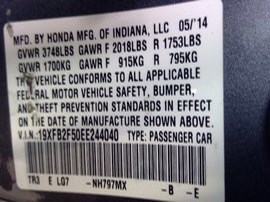 MFD. BY HONDA MFG. OF INDIANA, LLC 05/14
GVWR 3748LBS GAWR F 2018LBS R 1753LBS
GVWR 1700KG GAWR F 915KG R 795KG
THIS VEHICLE CONFORMS TO ALL APPLICABLE
FEDERAL MOTOR VEHICLE SAFETY, BUMPER,
AND THEFT PREVENTION STANDARDS IN EFFECT
ON THE DATE OF MANUFACTURE SHOWN ABOVE.
V.I.N. 19XFB2F50EE244040 TYPE: PASSENGER CAR
TR3 E L07 -NH797MX -B -E